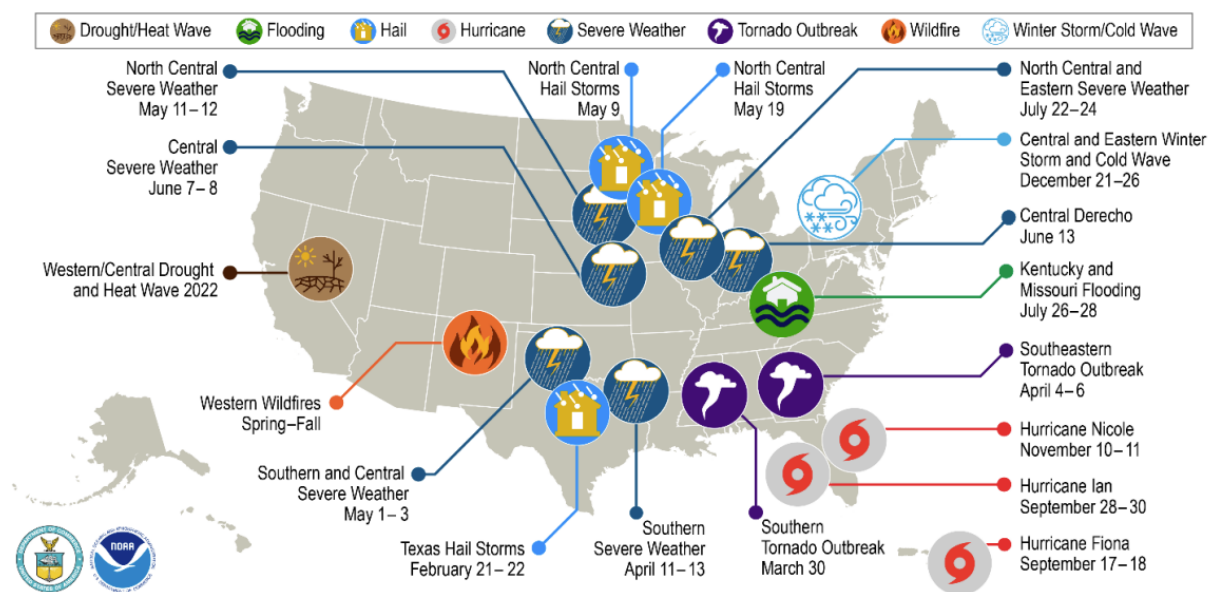 Drought/Heat Wave
Flooding
Hail
Hurricane
Severe Weather
Tornado Outbreak
Wildfire
Winter Storm/Cold Wave
North Central
Severe Weather
May 11–12
North Central
Hail Storms
May 9
North Central
Hail Storms
May 19
North Central and
Eastern Severe Weather
July 22–24
Central
Severe Weather
June 7–8
Central and Eastern Winter
Storm and Cold Wave
December 21–26
Central Derecho
June 13
Western/Central Drought
and Heat Wave 2022
Kentucky and
Missouri Flooding
July 26–28
Southeastern
Tornado Outbreak
April 4–6
Western Wildfires
Spring–Fall
Hurricane Nicole
November 10–11
Southern and Central
Severe Weather
May 1–3
Hurricane Ian
September 28–30
Texas Hail Storms
February 21–22
Southern
Severe Weather
April 11–13
Southern
Tornado Outbreak
March 30
Hurricane Fiona
September 17–18
NOAA